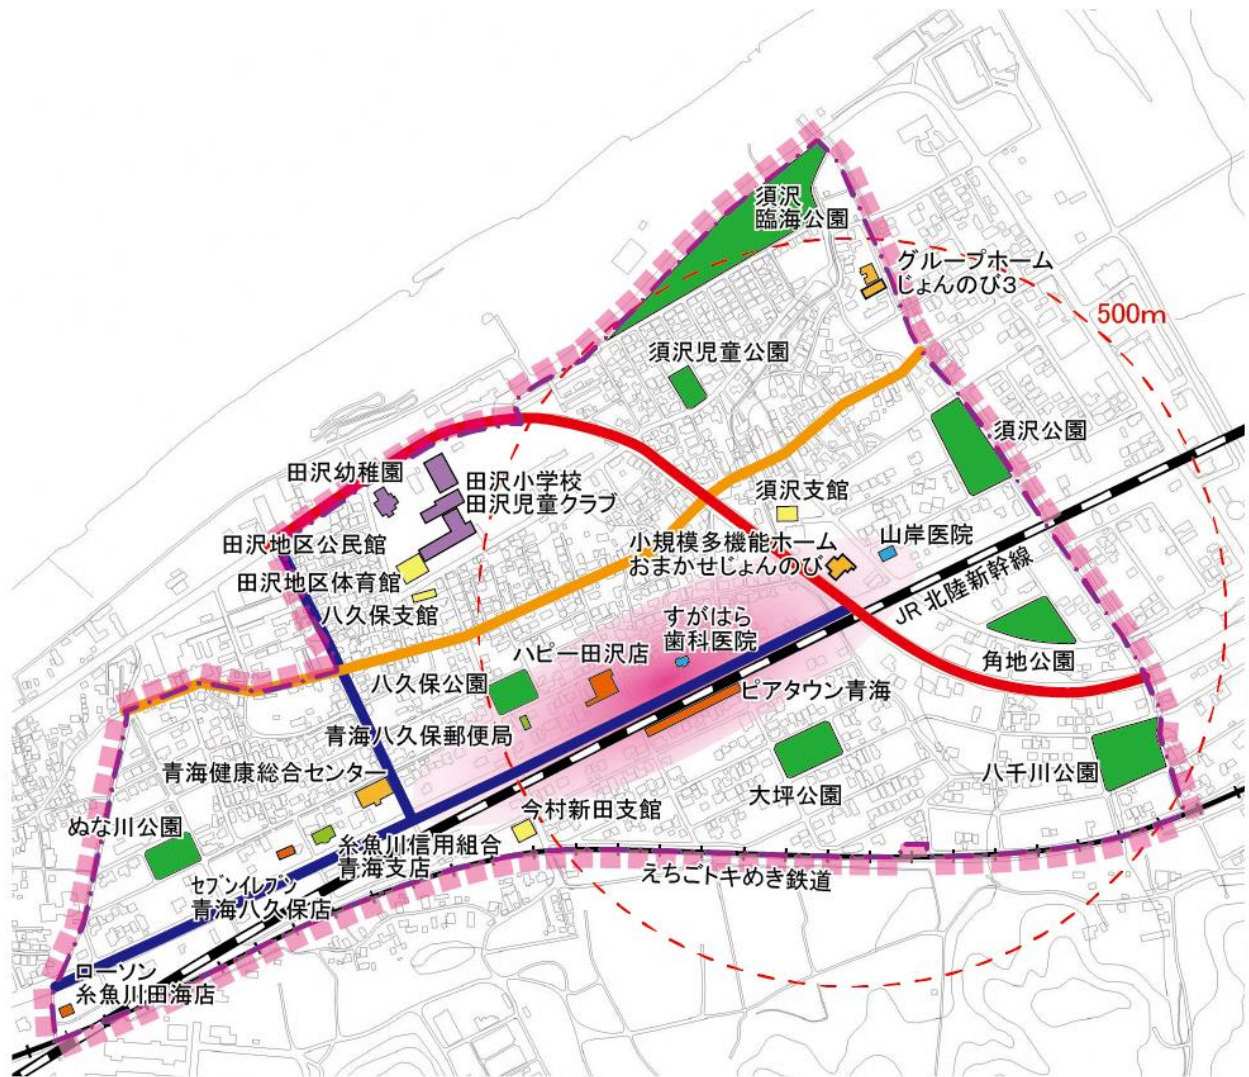 須沢
臨海公園
グループホーム
じょんのび3
500m
須沢児童公園
須沢公園
田沢幼稚園
田沢小学校
田沢児童クラブ
須沢支館
田沢地区公民館
小規模多機能ホーム
おまかせじょんのび
山岸医院
田沢地区体育館
JR 北陸新幹線
八久保支館
すがはら
歯科医院
ハピー田沢店
角地公園
八久保公園
ピアタウン青海
青海八久保郵便局
青海健康総合センター
八千川公園
大坪公園
今村新田支館
ぬな川公園
糸魚川信用組合
青海支店
えちごトキめき鉄道
セブンイレブン
青海八久保店
ローソン
糸魚川田海店